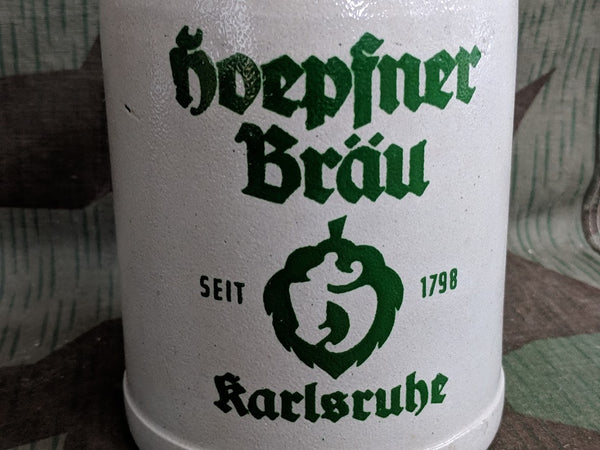 Hoepfner
Bräu
SEIT 1798
Karlsruhe